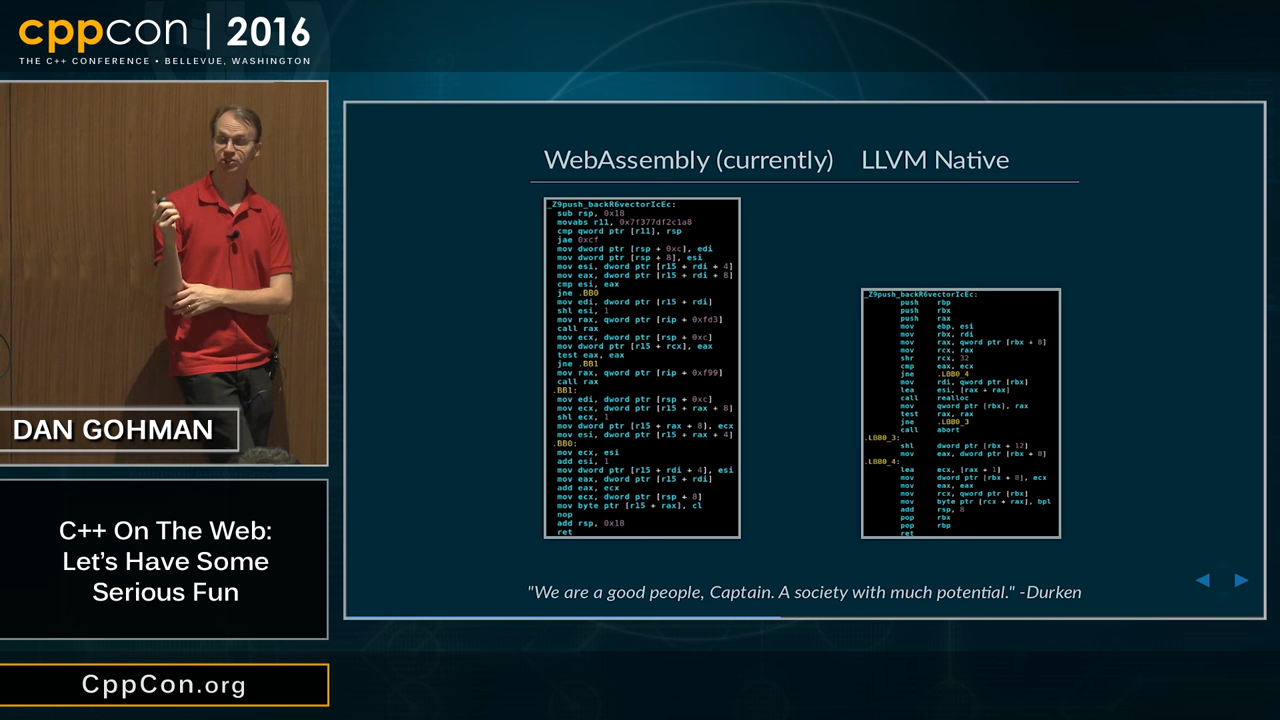 cppcon | 2016
THE C++ CONFERENCE • BELLEVUE, WASHINGTON
DAN GOHMAN
C++ On The Web:
Let's Have Some
Serious Fun
CppCon.org
WebAssembly (currently) LLVM Native
_Z9push_backR6vectorIcEc:
sub rsp, 0x18
movabs r11, 0x7f377df2c1a8
cmp qword ptr [r11], rsp
jae 0xcf
mov dword ptr [rsp + 0xc], edi
mov dword ptr [rsp + 8], esi
mov esi, dword ptr [r15 + rdi + 4]
mov eax, dword ptr [r15 + rdi + 8]
cmp esi, eax
jne .BB0
mov edi, dword ptr [r15 + rdi]
shl esi, 1
mov rax, qword ptr [rip + 0xfd3]
call rax
mov ecx, dword ptr [rsp + 0xc]
mov dword ptr [r15 + rcx], eax
test eax, eax
jne .BB1
mov rax, qword ptr [rip + 0xf99]
call rax
.BB1:
mov edi, dword ptr [rsp + 0xc]
mov ecx, dword ptr [r15 + rax + 8]
shl ecx, 1
mov dword ptr [r15 + rax + 8], ecx
mov esi, dword ptr [r15 + rax + 4]
.BB0:
mov ecx, esi
add esi, 1
mov dword ptr [r15 + rdi + 4], esi
mov eax, dword ptr [r15 + rdi]
add eax, ecx
mov ecx, dword ptr [rsp + 8]
mov byte ptr [r15 + rax], cl
nop
add rsp, 0x18
ret
_Z9push_backR6vectorIcEc:
push rbp
push rbx
push rax
mov ebp, esi
mov rbx, rdi
mov rax, qword ptr [rbx + 8]
mov rcx, rax
shr rcx, 32
cmp eax, ecx
jne .LBB0_4
mov rdi, qword ptr [rbx]
lea esi, [rax + rax]
call realloc
mov qword ptr [rbx], rax
test rax, rax
jne .LBB0_3
call abort
.LBB0_3:
shl dword ptr [rbx + 12]
mov eax, dword ptr [rbx + 8]
.LBB0_4:
lea ecx, [rax + 1]
mov dword ptr [rbx + 8], ecx
mov eax, eax
mov rcx, qword ptr [rbx]
mov byte ptr [rcx + rax], bpl
add rsp, 8
pop rbx
pop rbp
ret
"We are a good people, Captain. A society with much potential." -Durken